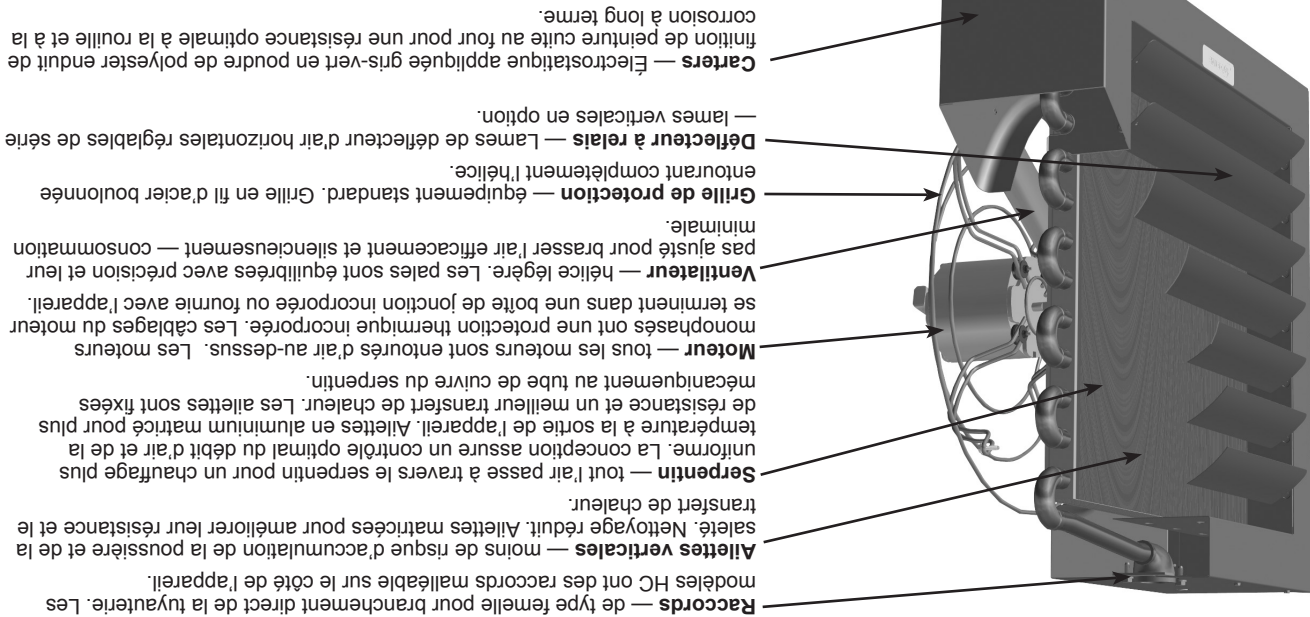 Raccords — de type femelle pour branchement direct de la tuyauterie. Les
modèles HC ont des raccords malléable sur le côté de l'appareil.
Ailettes verticales — moins de risque d'accumulation de la poussière et de la
saleté. Nettoyage réduit. Ailettes matricées pour améliorer leur résistance et le
transfert de chaleur.
Serpentin — tout l'air passe à travers le serpentin pour un chauffage plus
uniforme. La conception assure un contrôle optimal du débit d'air et de la
température à la sortie de l'appareil. Ailettes en aluminium matricé pour plus
de résistance et un meilleur transfert de chaleur. Les ailettes sont fixées
mécaniquement au tube de cuivre du serpentin.
Moteur — tous les moteurs sont entourés d'air au-dessus. Les moteurs
monophasés ont une protection thermique incorporée. Les câblages du moteur
se terminent dans une boîte de jonction incorporée ou fournie avec l'appareil.
Ventilateur — hélice légère. Les pales sont équilibrées avec précision et leur
pas ajusté pour brasser l'air efficacement et silencieusement — consommation
minimale.
Grille de protection — équipement standard. Grille en fil d'acier boulonnée
entourant complètement l'hélice.
Déflecteur à relais — Lames de déflecteur d'air horizontales réglables de série
— lames verticales en option.
Carters — Électrostatique appliquée gris-vert en poudre de polyester enduit de
finition de peinture cuite au four pour une résistance optimale à la rouille et à la
corrosion à long terme.